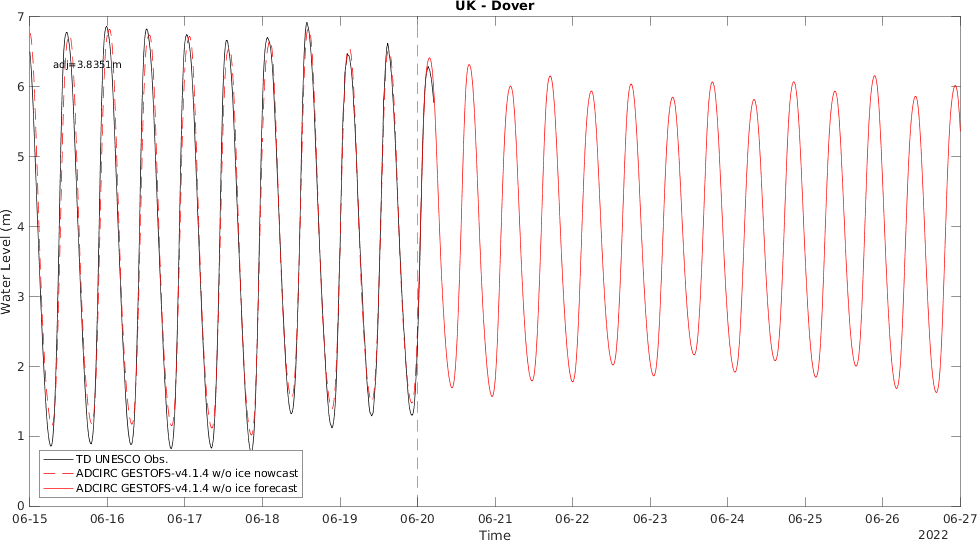 UK - Dover
7
adj=3.8351m
6
5
4
3
2
1
0
Water Level (m)
TD UNESCO Obs.
ADCIRC GESTOFS-v4.1.4 w/o ice nowcast
ADCIRC GESTOFS-v4.1.4 w/o ice forecast
06-15 06-16 06-17 06-18 06-19 06-20 06-21 06-22 06-23 06-24 06-25 06-26 06-27
Time
2022